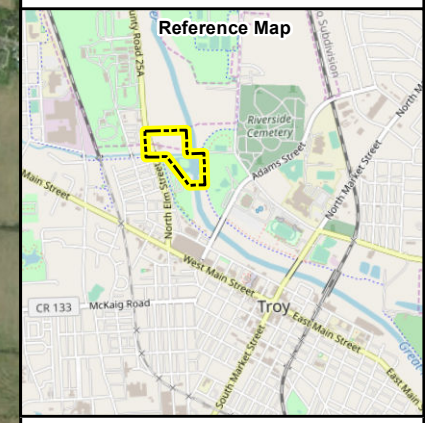 Reference Map
unty Road 25A
o Subdivision
Riverside
Cemetery
Adams Street
North M
North Market Street
North Elm Street
Main Street
West Main Street
CR 133
McKaig Road
Troy
East Main Street
South Market Street
East Main S
Great